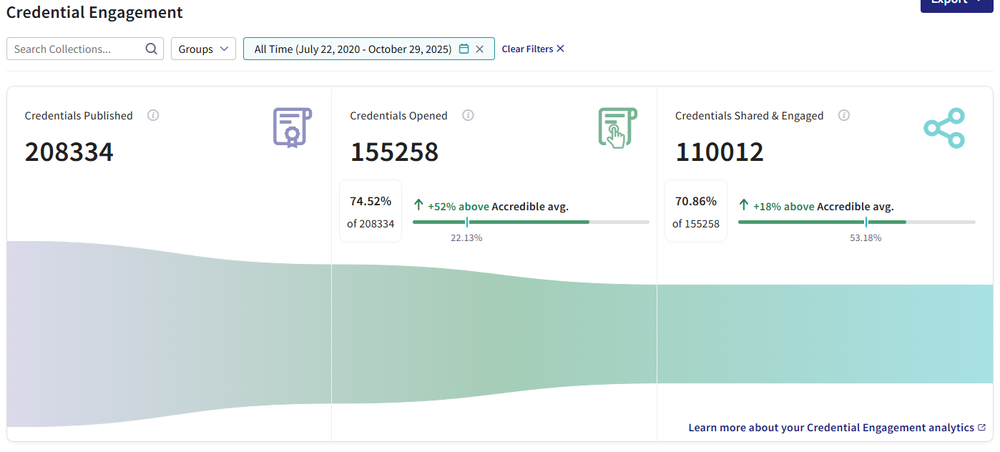 Credential Engagement
Export
Search Collections...
Groups
All Time (July 22, 2020 - October 29, 2025)
Clear Filters
Credentials Published
208334
Credentials Opened
155258
74.52%
of 208334
+52% above Accredible avg.
22.13%
Credentials Shared & Engaged
110012
70.86%
of 155258
+18% above Accredible avg.
53.18%
Learn more about your Credential Engagement analytics